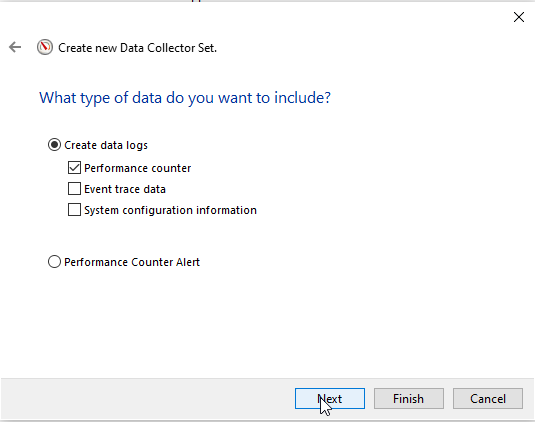 Create new Data Collector Set.
What type of data do you want to include?
Create data logs
Performance counter
Event trace data
System configuration information
Performance Counter Alert
Next Finish Cancel